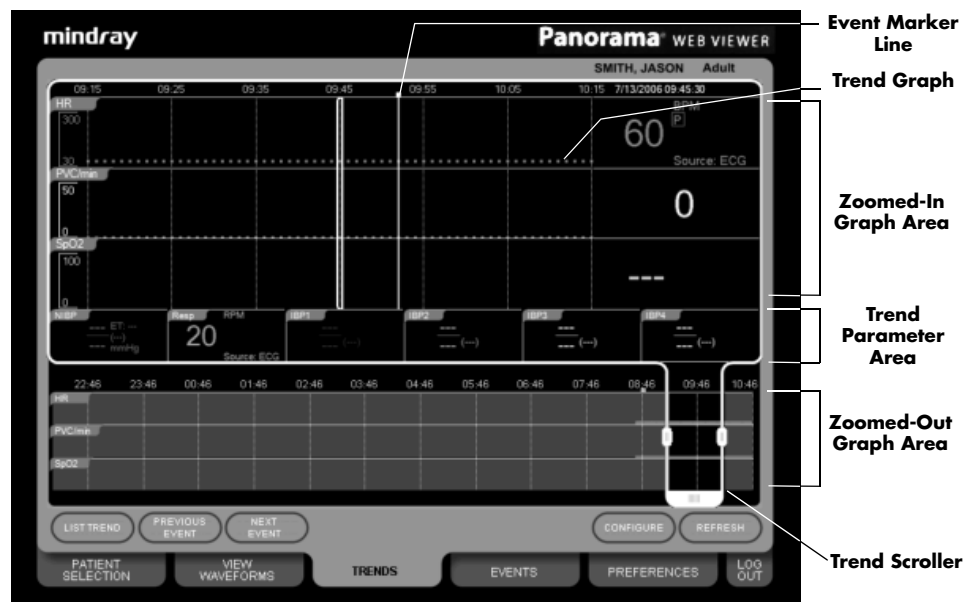 mindray
Panorama® WEB VIEWER
Event Marker
Line
SMITH, JASON Adult
Trend Graph
09:15 09:25 09:35 09:45 09:55 10:05 10:15 7/13/2006 09:45:30
HR
BPM
300
60
P
30
Source: ECG
PVC/min
50
0
0
Zoomed-In
Graph Area
SpO2
100
---
0
NIBP
Resp
RPM
IBP1
IBP2
IBP3
IBP4
--- ET: ---
(---)
--- mmHg
20
Source: ECG
---
--- (---)
---
--- (---)
---
--- (---)
---
--- (---)
Trend
Parameter
Area
22:46 23:46 00:46 01:46 02:46 03:46 04:46 05:46 06:46 07:46 08:46 09:46 10:46
HR
PVC/min
SpO2
Zoomed-Out
Graph Area
LIST TREND
PREVIOUS
EVENT
NEXT
EVENT
CONFIGURE
REFRESH
PATIENT
SELECTION
VIEW
WAVEFORMS
TRENDS
EVENTS
PREFERENCES
LOG
OUT
Trend Scroller